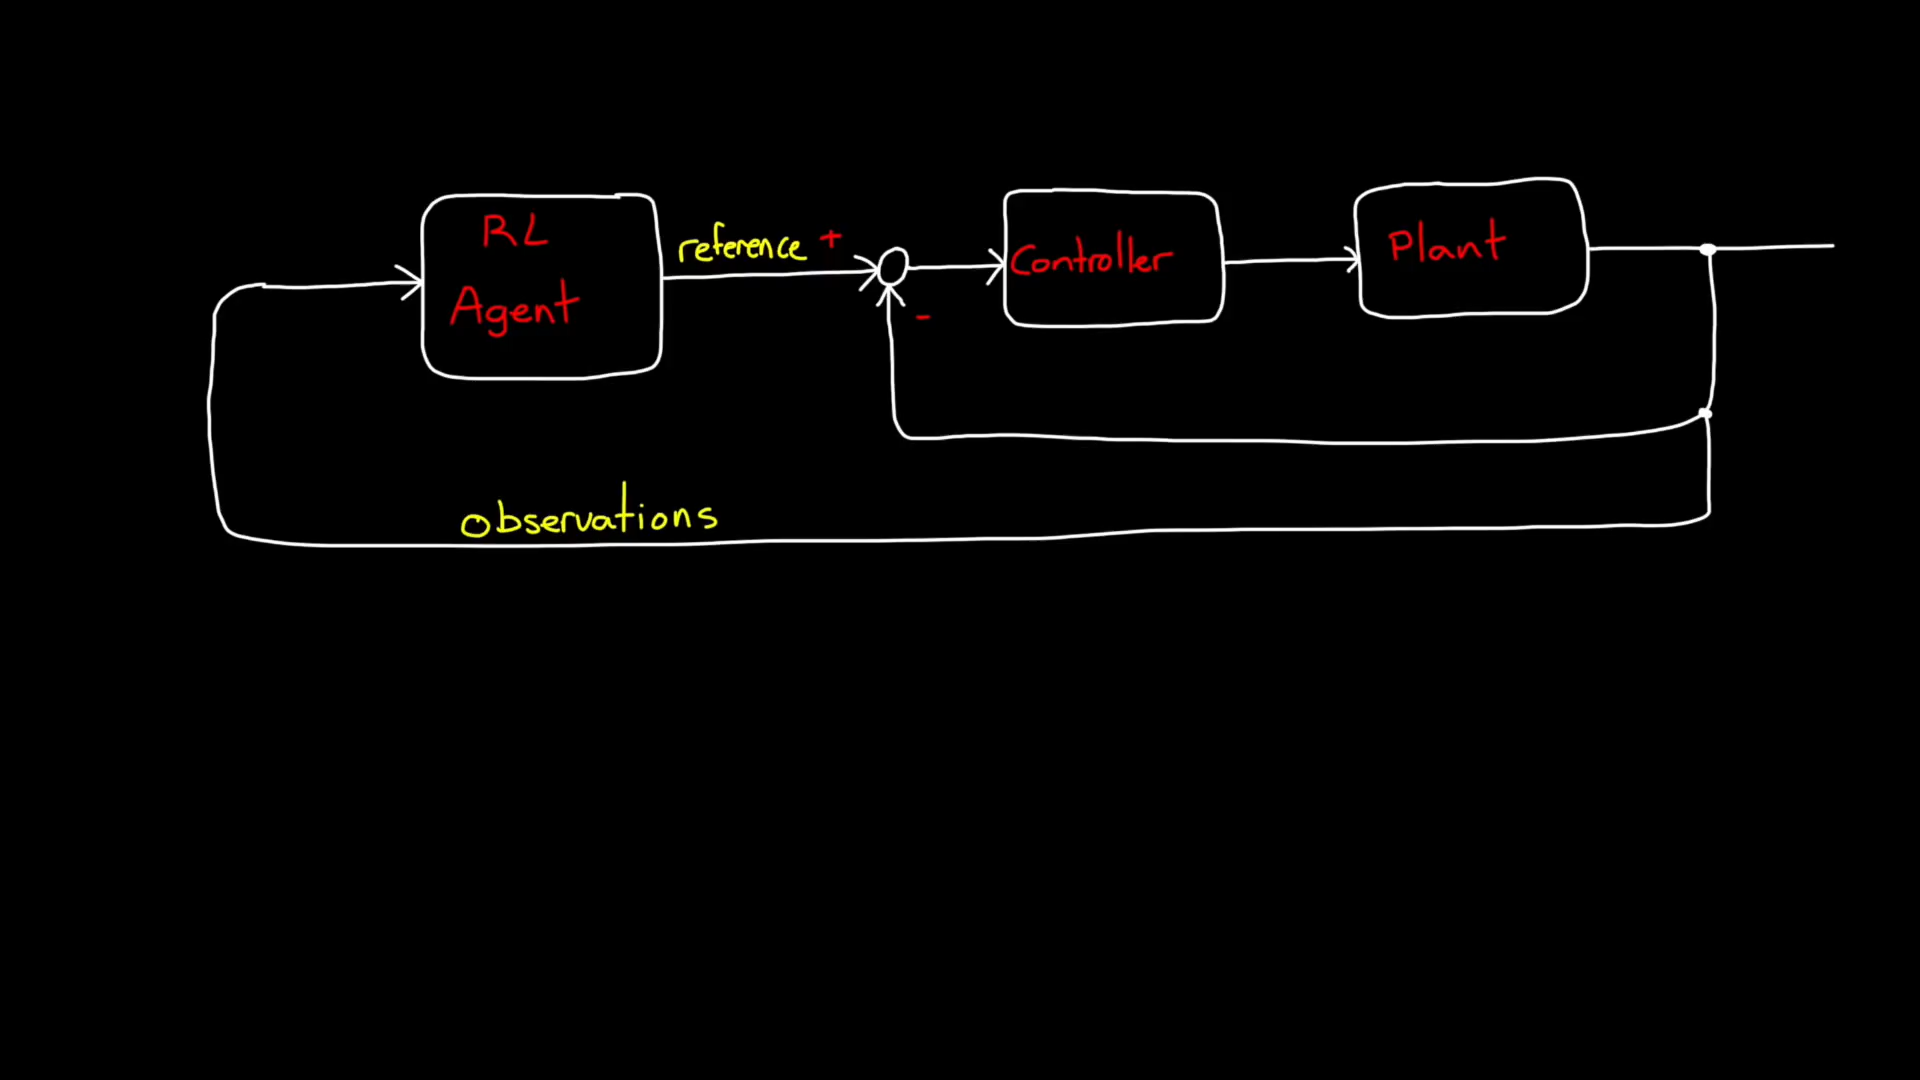 RL
Agent
reference +
-
Controller
Plant
observations